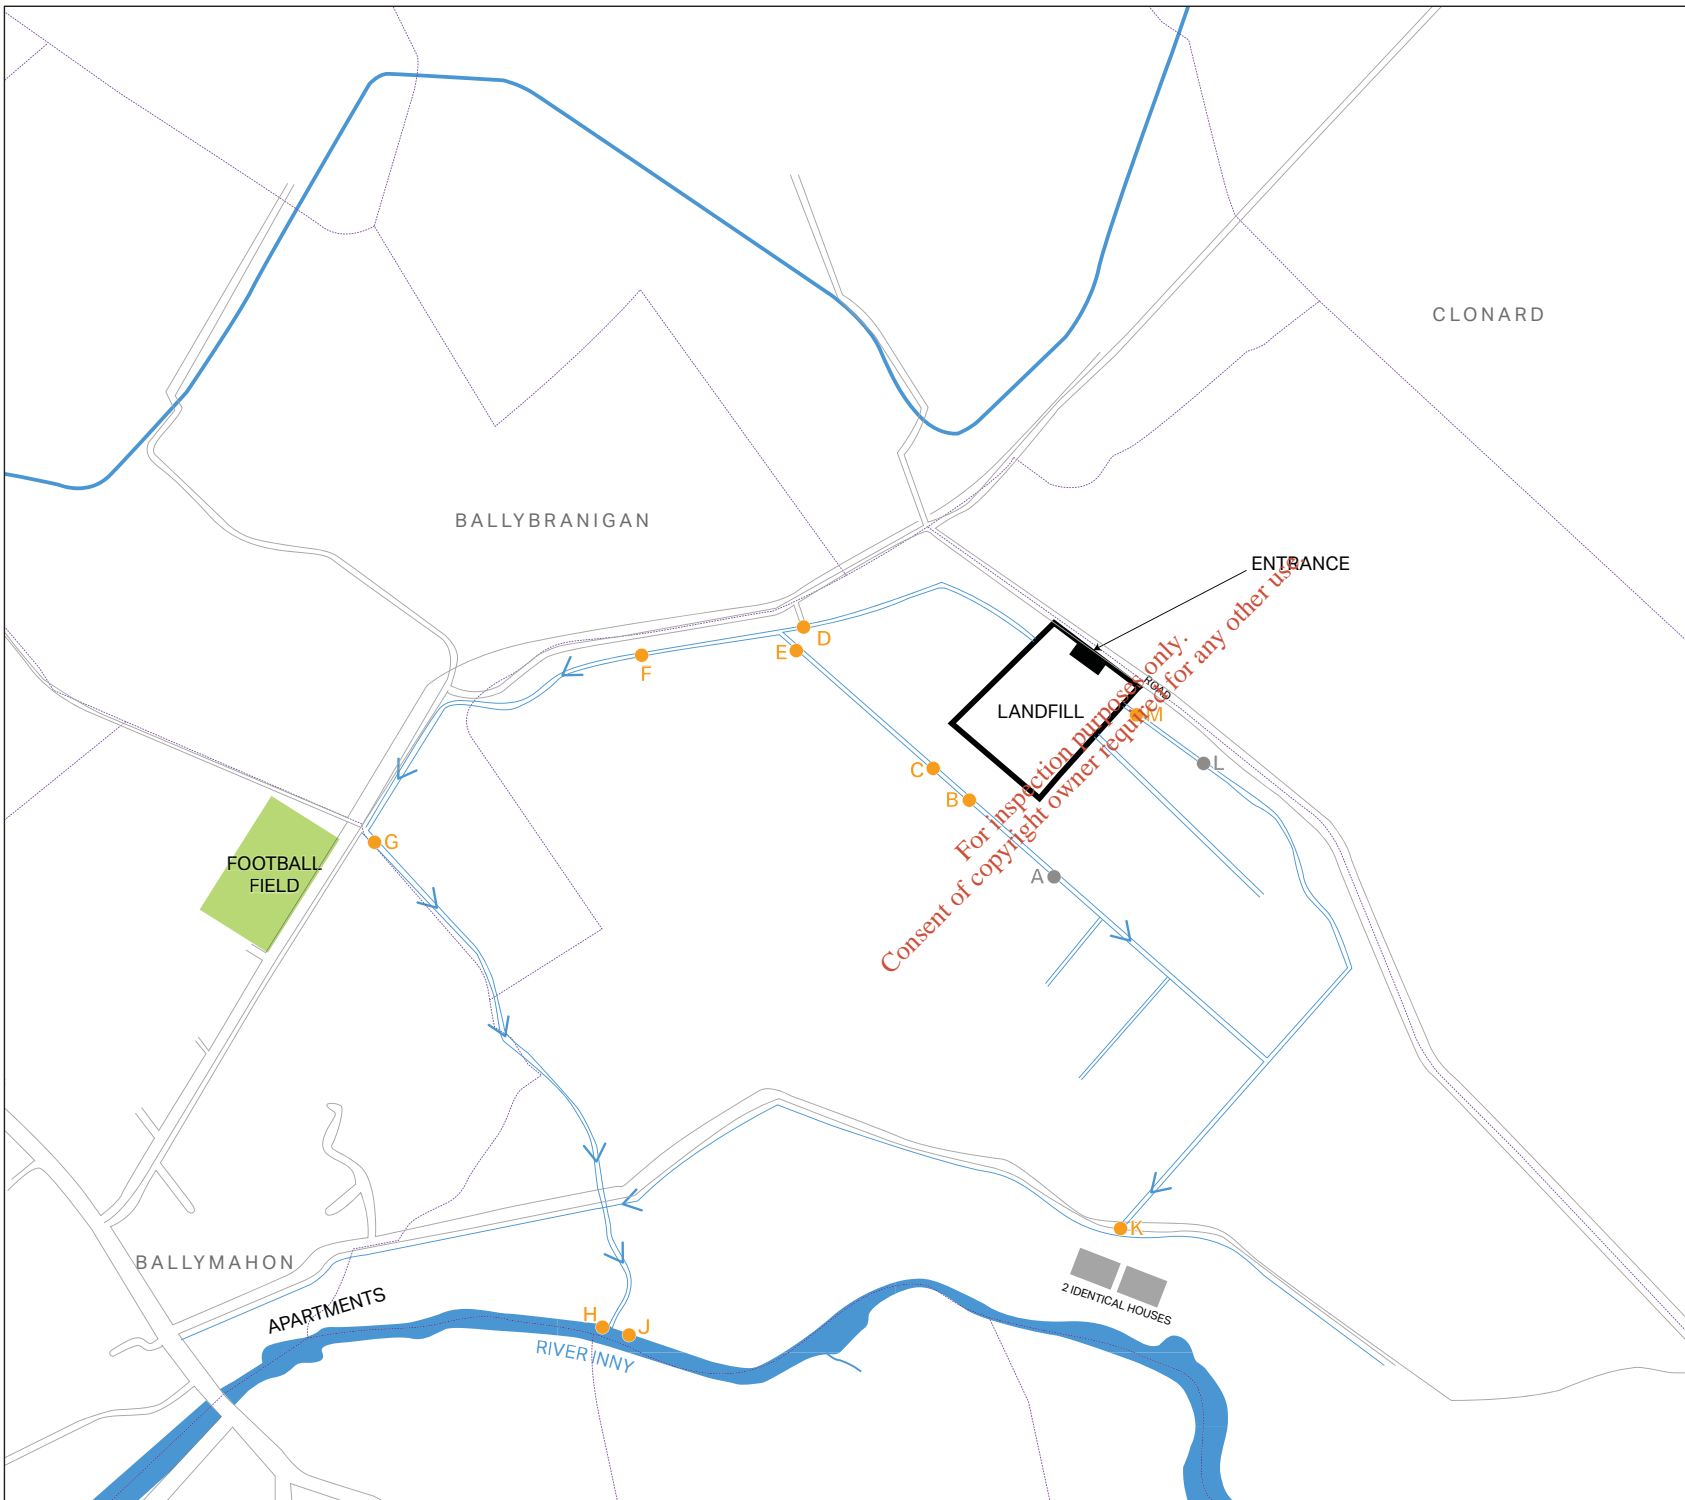 CLONARD
BALLYBRANIGAN
ENTRANCE
D
E
F
ROAD
LANDFILL
M
L
C
B
G
FOOTBALL
FIELD
A
For inspection purposes only.
Consent of copyright owner required for any other use.
K
BALLYMAHON
2 IDENTICAL HOUSES
APARTMENTS
H
J
RIVER INNY